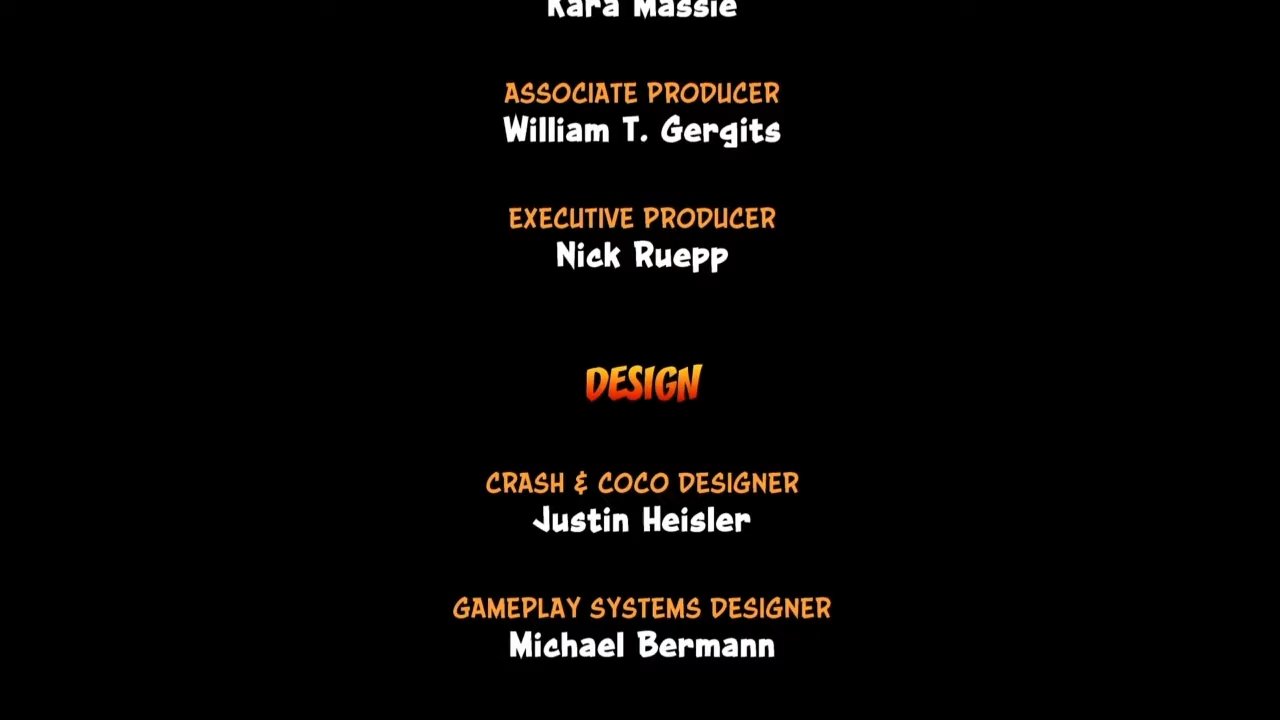 Kara Massie
ASSOCIATE PRODUCER
William T. Gergits
EXECUTIVE PRODUCER
Nick Ruepp
DESIGN
CRASH & COCO DESIGNER
Justin Heisler
GAMEPLAY SYSTEMS DESIGNER
Michael Bermann